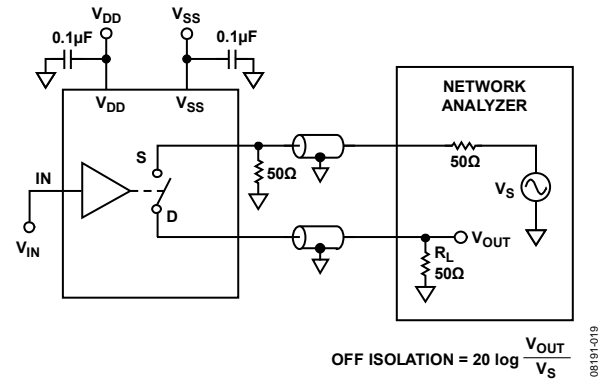 VDD
VSS
0.1µF
0.1µF
VDD
VSS
NETWORK
ANALYZER
S
50Ω
50Ω
IN
VS
D
VOUT
VIN
RL
50Ω
OFF ISOLATION = 20 log VOUT
VS
08191-019